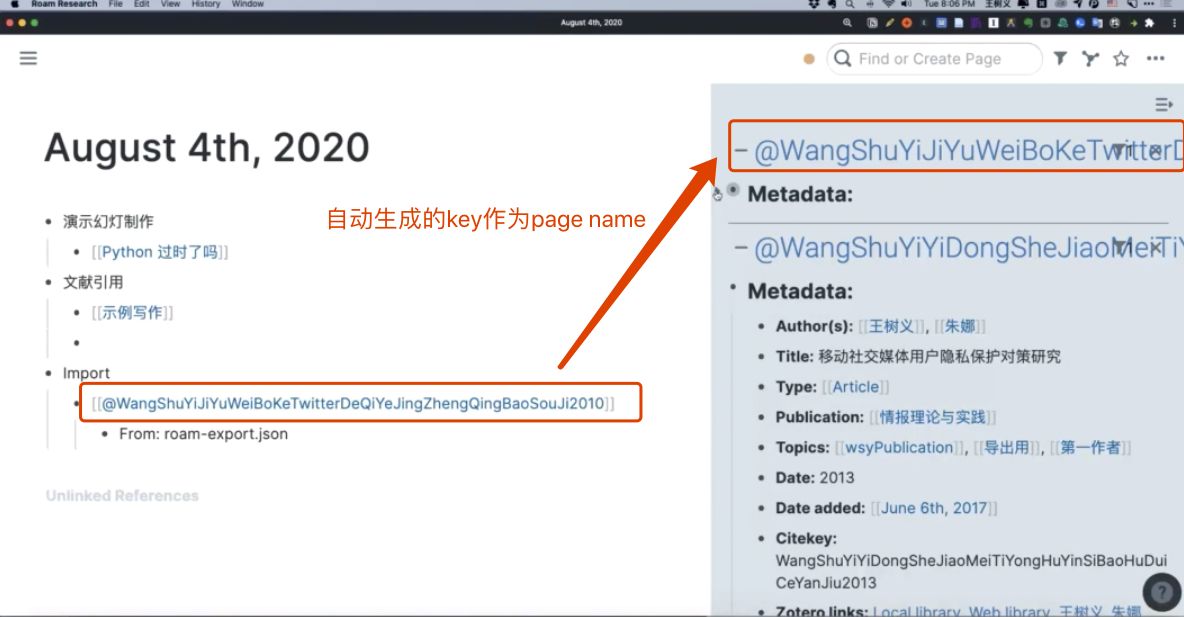 Roam Research File Edit View History Window
Tue 8:06 PM 王树义
August 4th, 2020
Find or Create Page
August 4th, 2020
演示幻灯制作
[[Python 过时了吗]]
文献引用
[[示例写作]]
Import
[[@WangShuYiJiYuWeiBoKeTwitterDeQiYeJingZhengQingBaoSouJi2010]]
From: roam-export.json
Unlinked References
自动生成的key作为page name
@WangShuYiJiYuWeiBoKeTwitterD
Metadata:
@WangShuYiYiDongSheJiaoMeiTiY
Metadata:
Author(s): [[王树义]], [[朱娜]]
Title: 移动社交媒体用户隐私保护对策研究
Type: [[Article]]
Publication: [[情报理论与实践]]
Topics: [[wsyPublication]], [[导出用]], [[第一作者]]
Date: 2013
Date added: [[June 6th, 2017]]
Citekey:
WangShuYiYiDongSheJiaoMeiTiYongHuYinSiBaoHuDui
CeYanJiu2013
Zotero links: Local library, Web library, 王树义, 朱娜,